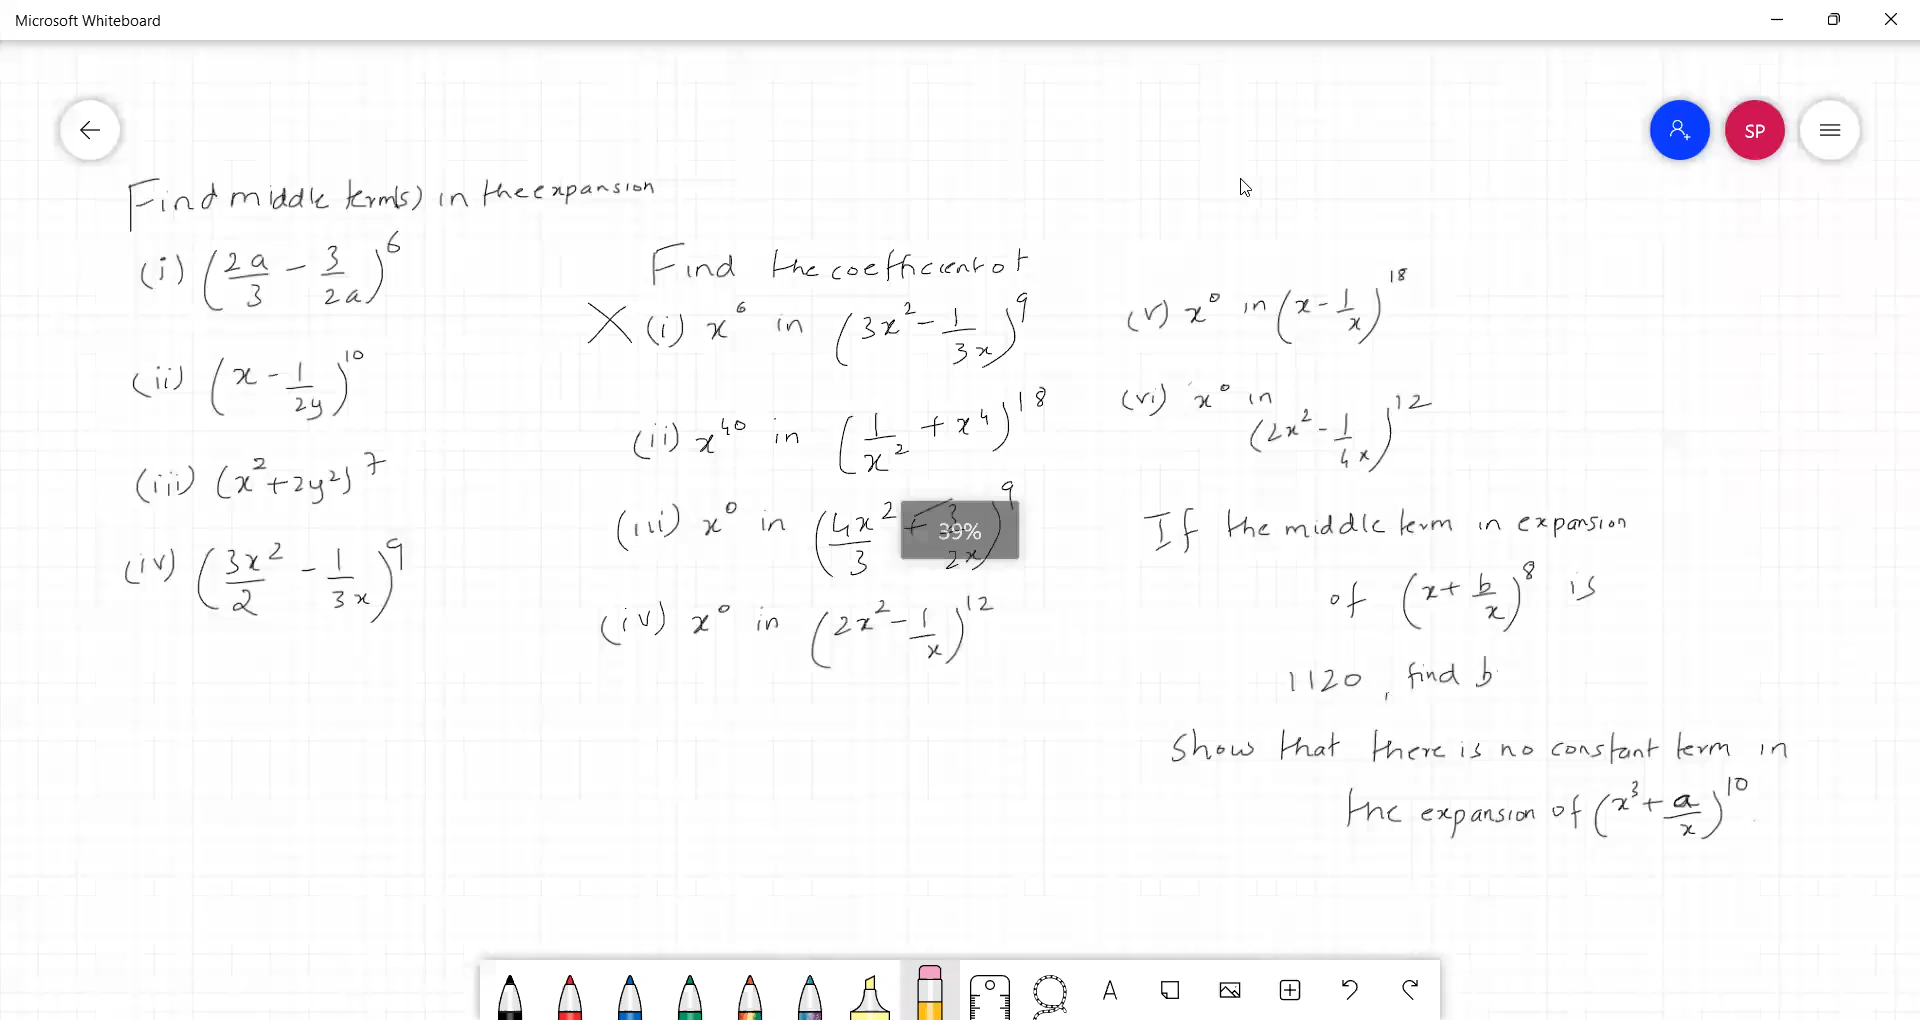 Microsoft Whiteboard
SP
Find middle term(s) in the expansion
(i) (2a/3 - 3/2a)^6
(ii) (x - 1/2y)^10
(iii) (x^2 + 2y^2)^7
(iv) (3x^2/2 - 1/3x)^9
Find the coefficient of
X (i) x^6 in (3x^2 - 1/3x)^9
(ii) x^40 in (1/x^2 + x^4)^18
(iii) x^0 in (4x^2/3 + 3/2x)^9
39%
(iv) x^0 in (2x^2 - 1/x)^12
(v) x^0 in (x - 1/x)^18
(vi) x^0 in
(2x^2 - 1/4x)^12
If the middle term in expansion
of (x + b/x)^8 is
1120, find b
Show that there is no constant term in
the expansion of (x^3 + a/x)^10.
A